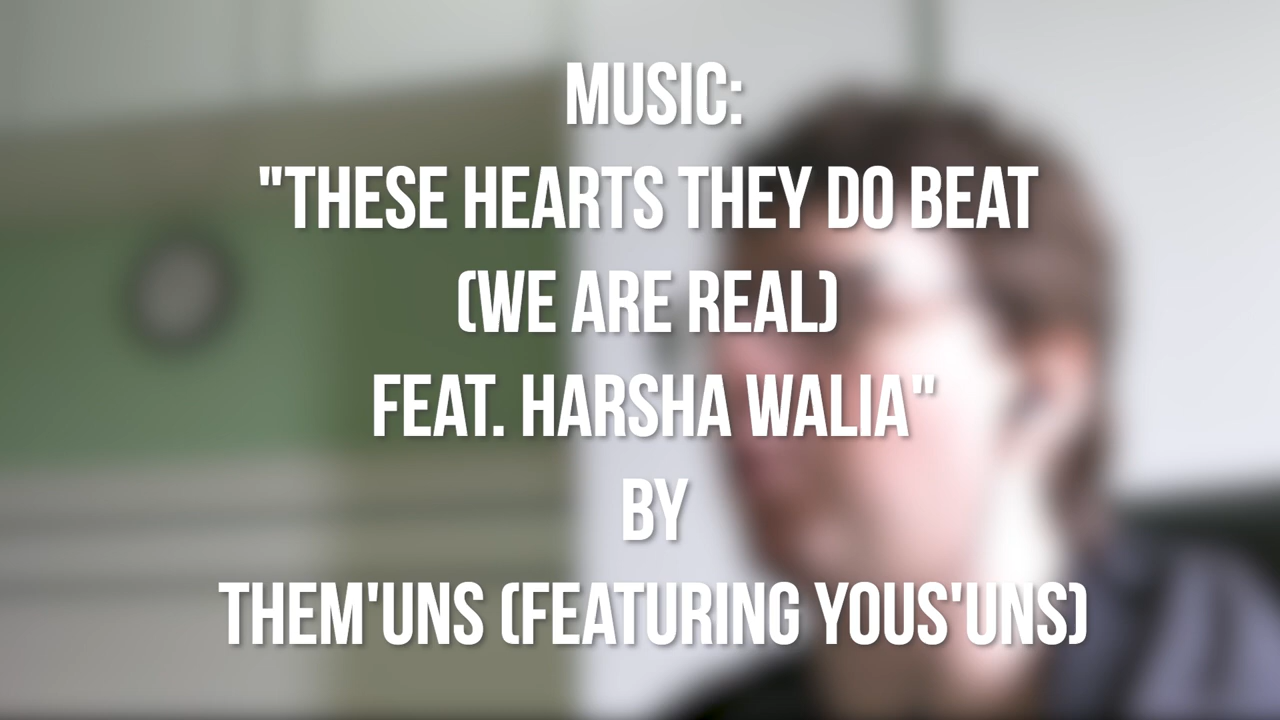 MUSIC:
"THESE HEARTS THEY DO BEAT
(WE ARE REAL)
FEAT. HARSHA WALIA"
BY
THEM'UNS (FEATURING YOUS'UNS)